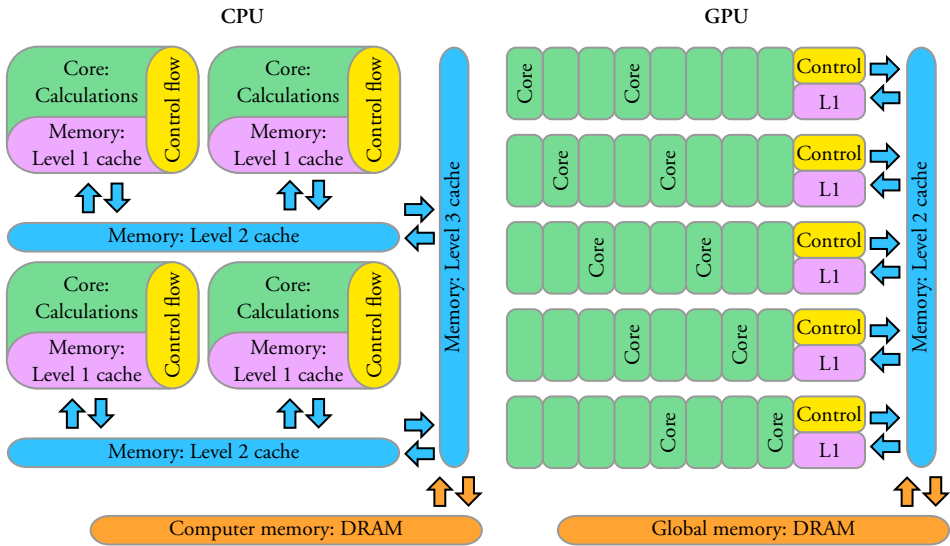 CPU
Core:
Calculations
Memory:
Level 1 cache
Control flow
Core:
Calculations
Memory:
Level 1 cache
Control flow
Memory: Level 2 cache
Core:
Calculations
Memory:
Level 1 cache
Control flow
Core:
Calculations
Memory:
Level 1 cache
Control flow
Memory: Level 2 cache
Memory: Level 3 cache
Computer memory: DRAM
GPU
Core
Core
Control
L1
Core
Core
Control
L1
Core
Core
Control
L1
Core
Core
Control
L1
Core
Core
Control
L1
Memory: Level 2 cache
Global memory: DRAM